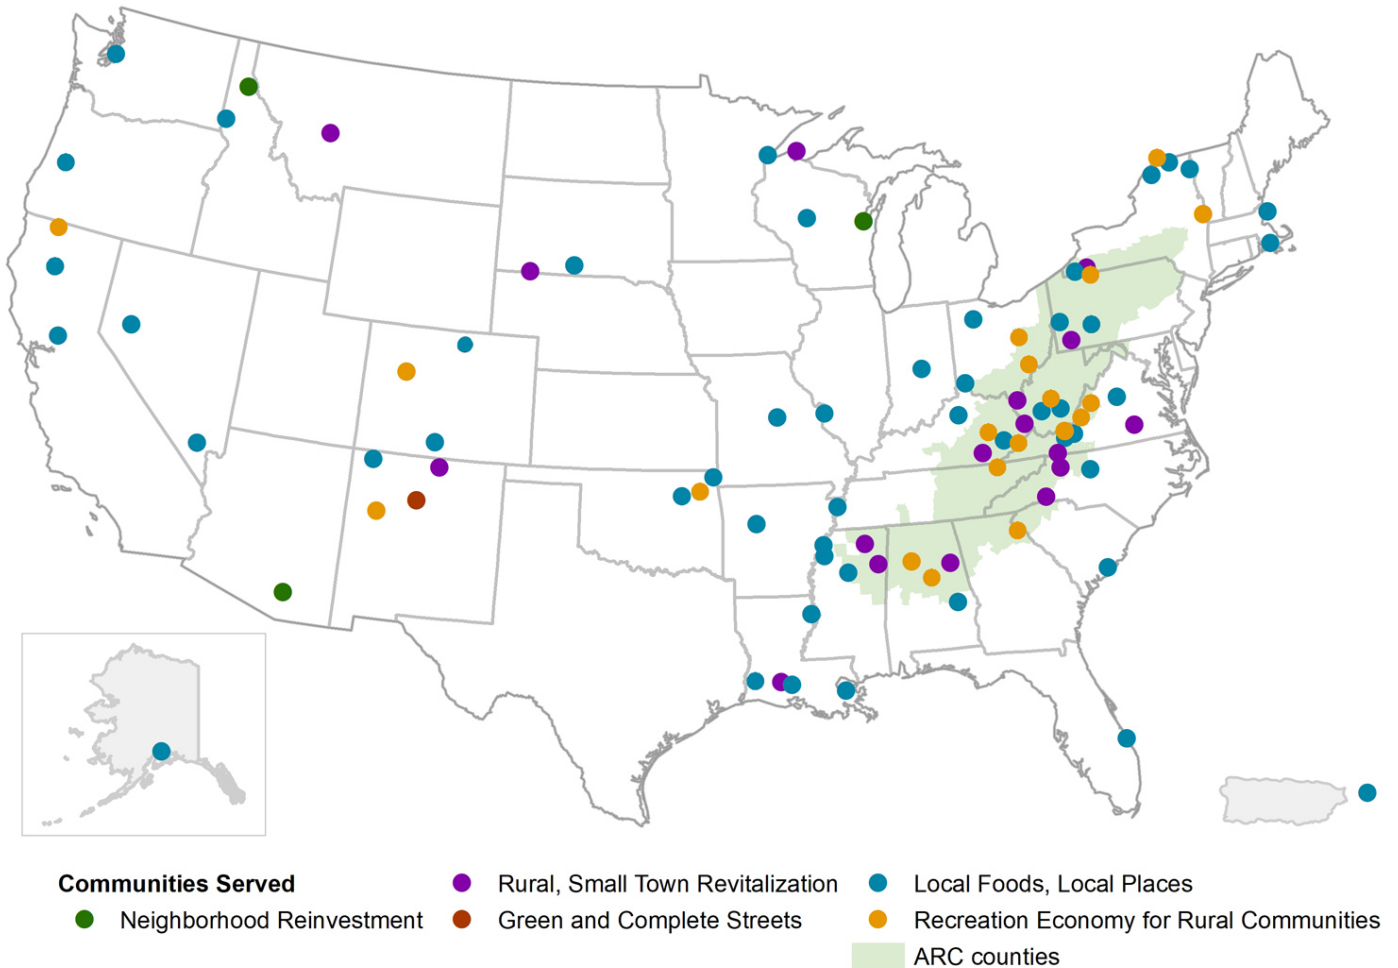 Communities Served
Rural, Small Town Revitalization
Local Foods, Local Places
Neighborhood Reinvestment
Green and Complete Streets
Recreation Economy for Rural Communities
ARC counties